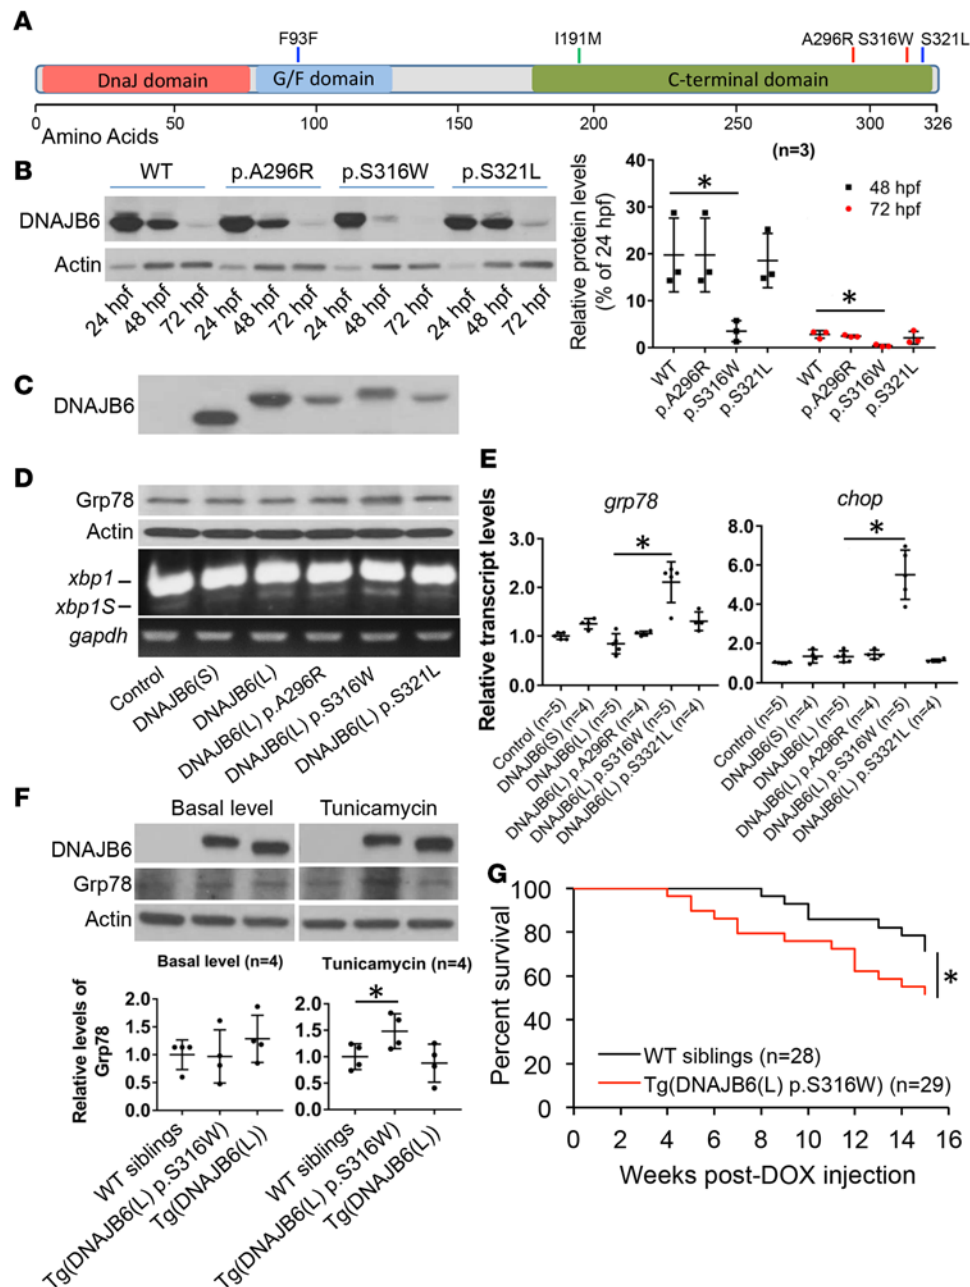 A
F93F
I191M
A296R S316W S321L
DnaJ domain
G/F domain
C-terminal domain
0 50 100 150 200 250 300 326
Amino Acids
B
WT p.A296R p.S316W p.S321L
DNAJB6
Actin
24 hpf 48 hpf 72 hpf 24 hpf 48 hpf 72 hpf 24 hpf 48 hpf 72 hpf 24 hpf 48 hpf 72 hpf
(n=3)
Relative protein levels
(% of 24 hpf)
40
30
20
10
0
*
*
48 hpf
72 hpf
WT p.A296R p.S316W p.S321L WT p.A296R p.S316W p.S321L
C
DNAJB6
D
Grp78
Actin
xbp1
xbp1S
gapdh
Control
DNAJB6(S)
DNAJB6(L)
DNAJB6(L) p.A296R
DNAJB6(L) p.S316W
DNAJB6(L) p.S321L
E
Relative transcript levels
grp78
3.0
2.0
1.0
0.0
*
Control (n=5)
DNAJB6(S) (n=4)
DNAJB6(L) (n=5)
DNAJB6(L) p.A296R (n=4)
DNAJB6(L) p.S316W (n=5)
DNAJB6(L) p.S3321L (n=4)
chop
8.0
6.0
4.0
2.0
0.0
*
Control (n=5)
DNAJB6(S) (n=4)
DNAJB6(L) (n=5)
DNAJB6(L) p.A296R (n=4)
DNAJB6(L) p.S316W (n=5)
DNAJB6(L) p.S3321L (n=4)
F
Basal level Tunicamycin
DNAJB6
Grp78
Actin
Relative levels of
Grp78
Basal level (n=4)
2.0
1.5
1.0
0.5
0.0
WT siblings
Tg(DNAJB6(L) p.S316W)
Tg(DNAJB6(L))
Tunicamycin (n=4)
2.0
1.5
1.0
0.5
0.0
*
WT siblings
Tg(DNAJB6(L) p.S316W)
Tg(DNAJB6(L))
G
Percent survival
100
80
60
40
20
0
*
WT siblings (n=28)
Tg(DNAJB6(L) p.S316W) (n=29)
0 2 4 6 8 10 12 14 16
Weeks post-DOX injection